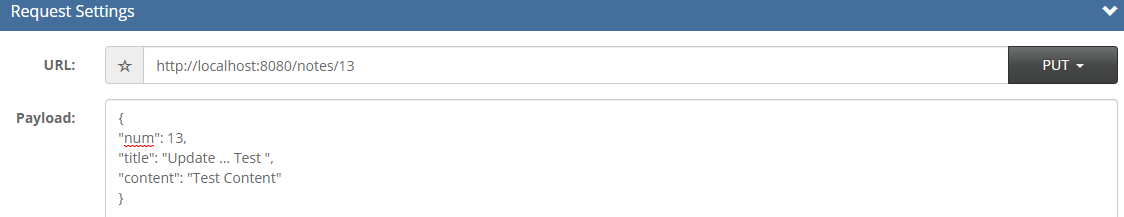 Request Settings
URL:
http://localhost:8080/notes/13
PUT
Payload:
{
"num": 13,
"title": "Update ... Test ",
"content": "Test Content"
}